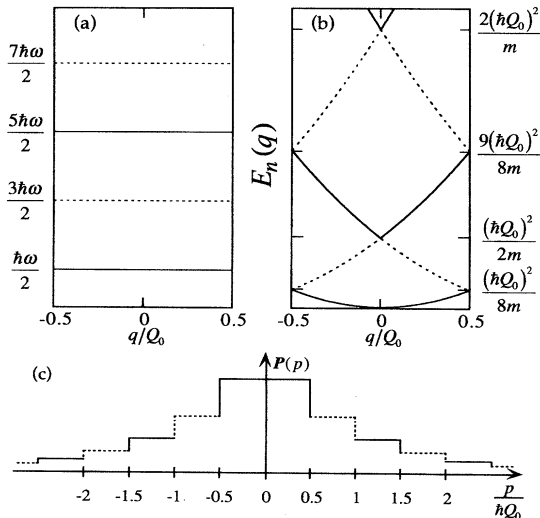 (a)
7ħω/2
5ħω/2
3ħω/2
ħω/2
-0.5 0 0.5
q/Q₀
(b)
E_n(q)
2(ħQ₀)²/m
9(ħQ₀)²/8m
(ħQ₀)²/2m
(ħQ₀)²/8m
-0.5 0 0.5
q/Q₀
(c)
P(p)
-2 -1.5 -1 -0.5 0 0.5 1 1.5 2
p/ħQ₀